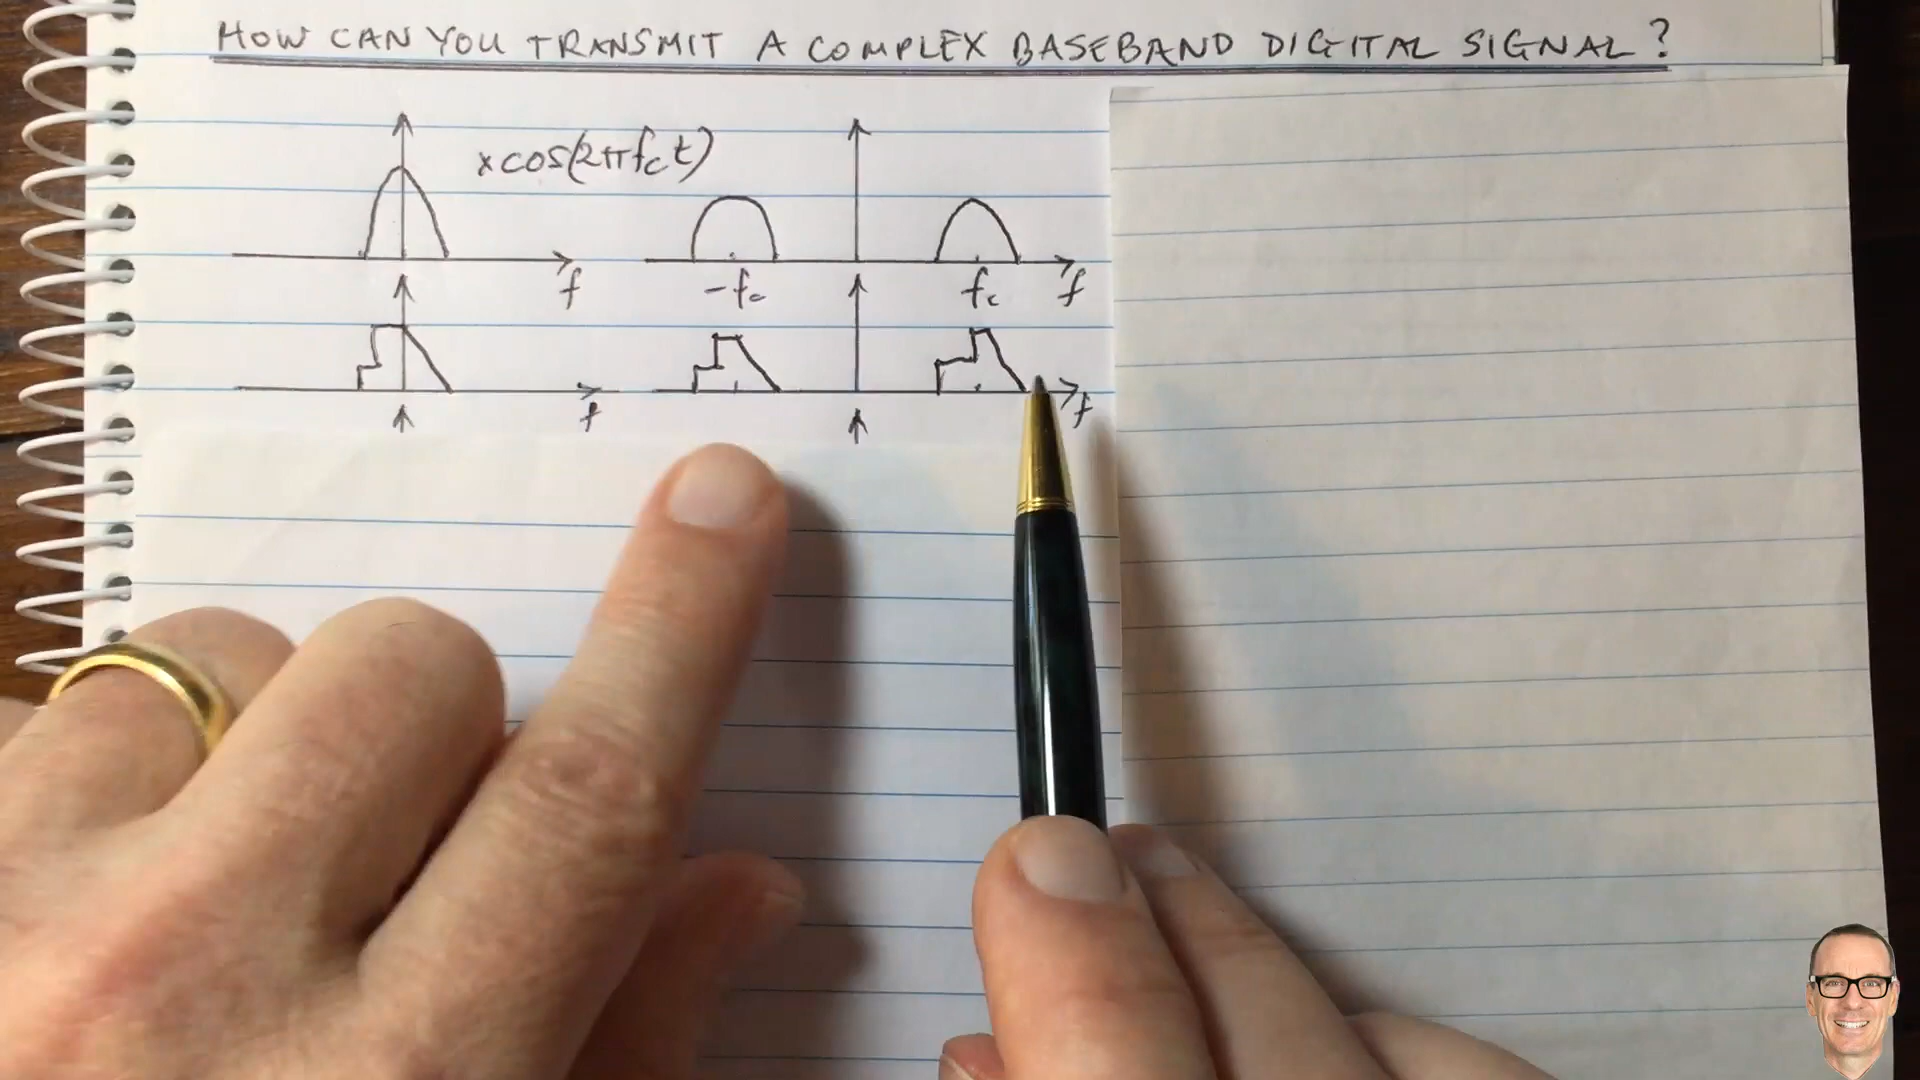 HOW CAN YOU TRANSMIT A COMPLEX BASEBAND DIGITAL SIGNAL?
×cos(2πfct)
f
-fc
fc
f
f
f